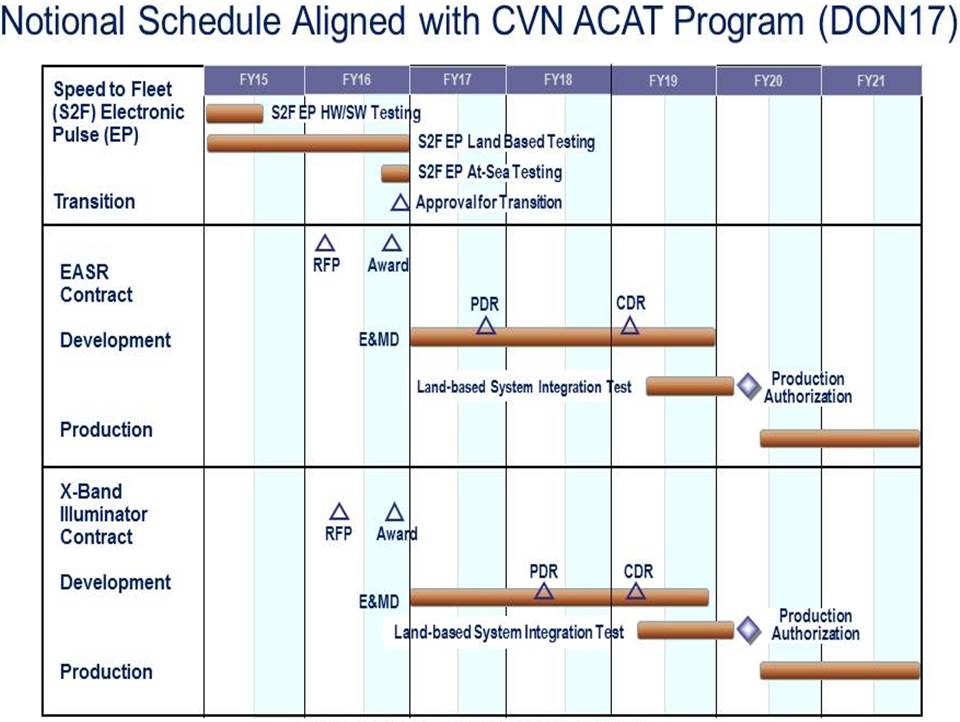 Notional Schedule Aligned with CVN ACAT Program (DON17)
FY15 FY16 FY17 FY18 FY19 FY20 FY21
Speed to Fleet
(S2F) Electronic
Pulse (EP)
S2F EP HW/SW Testing
S2F EP Land Based Testing
S2F EP At-Sea Testing
Transition
Approval for Transition
EASR
Contract
RFP
Award
Development
E&MD
PDR
CDR
Land-based System Integration Test
Production
Authorization
Production
X-Band
Illuminator
Contract
RFP
Award
Development
E&MD
PDR
CDR
Land-based System Integration Test
Production
Authorization
Production